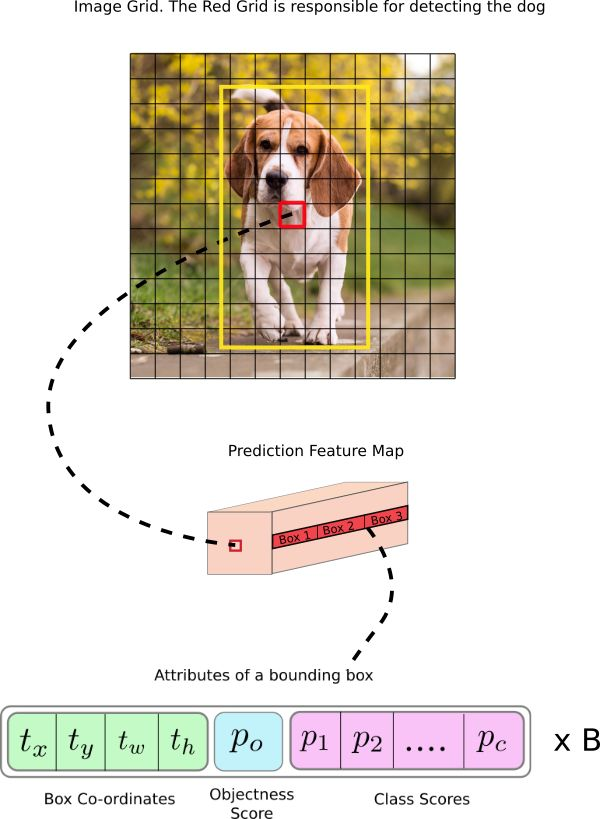 Image Grid. The Red Grid is responsible for detecting the dog
Prediction Feature Map
Box 1 Box 2 Box 3
Attributes of a bounding box
tx ty tw th po p1 p2 .... pc x B
Box Co-ordinates
Objectness
Score
Class Scores